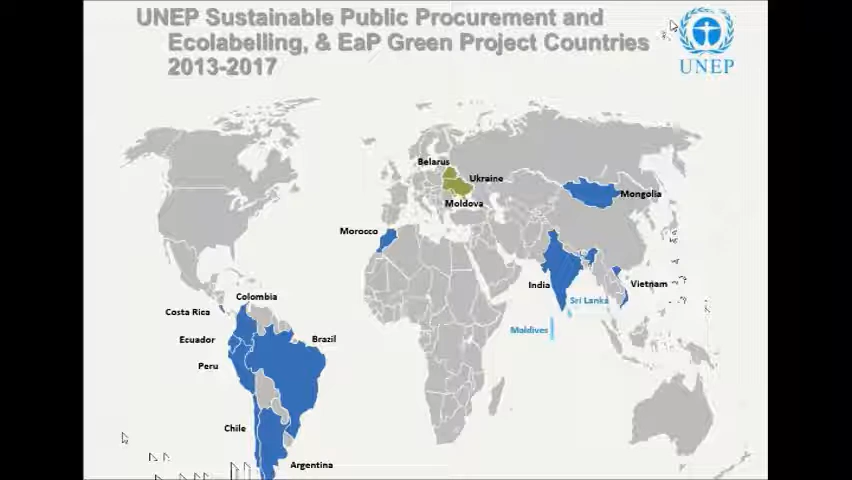 UNEP Sustainable Public Procurement and
Ecolabelling, & EaP Green Project Countries
2013-2017
UNEP
Belarus
Ukraine
Moldova
Mongolia
Morocco
India
Vietnam
Sri Lanka
Maldives
Colombia
Costa Rica
Ecuador
Brazil
Peru
Chile
Argentina